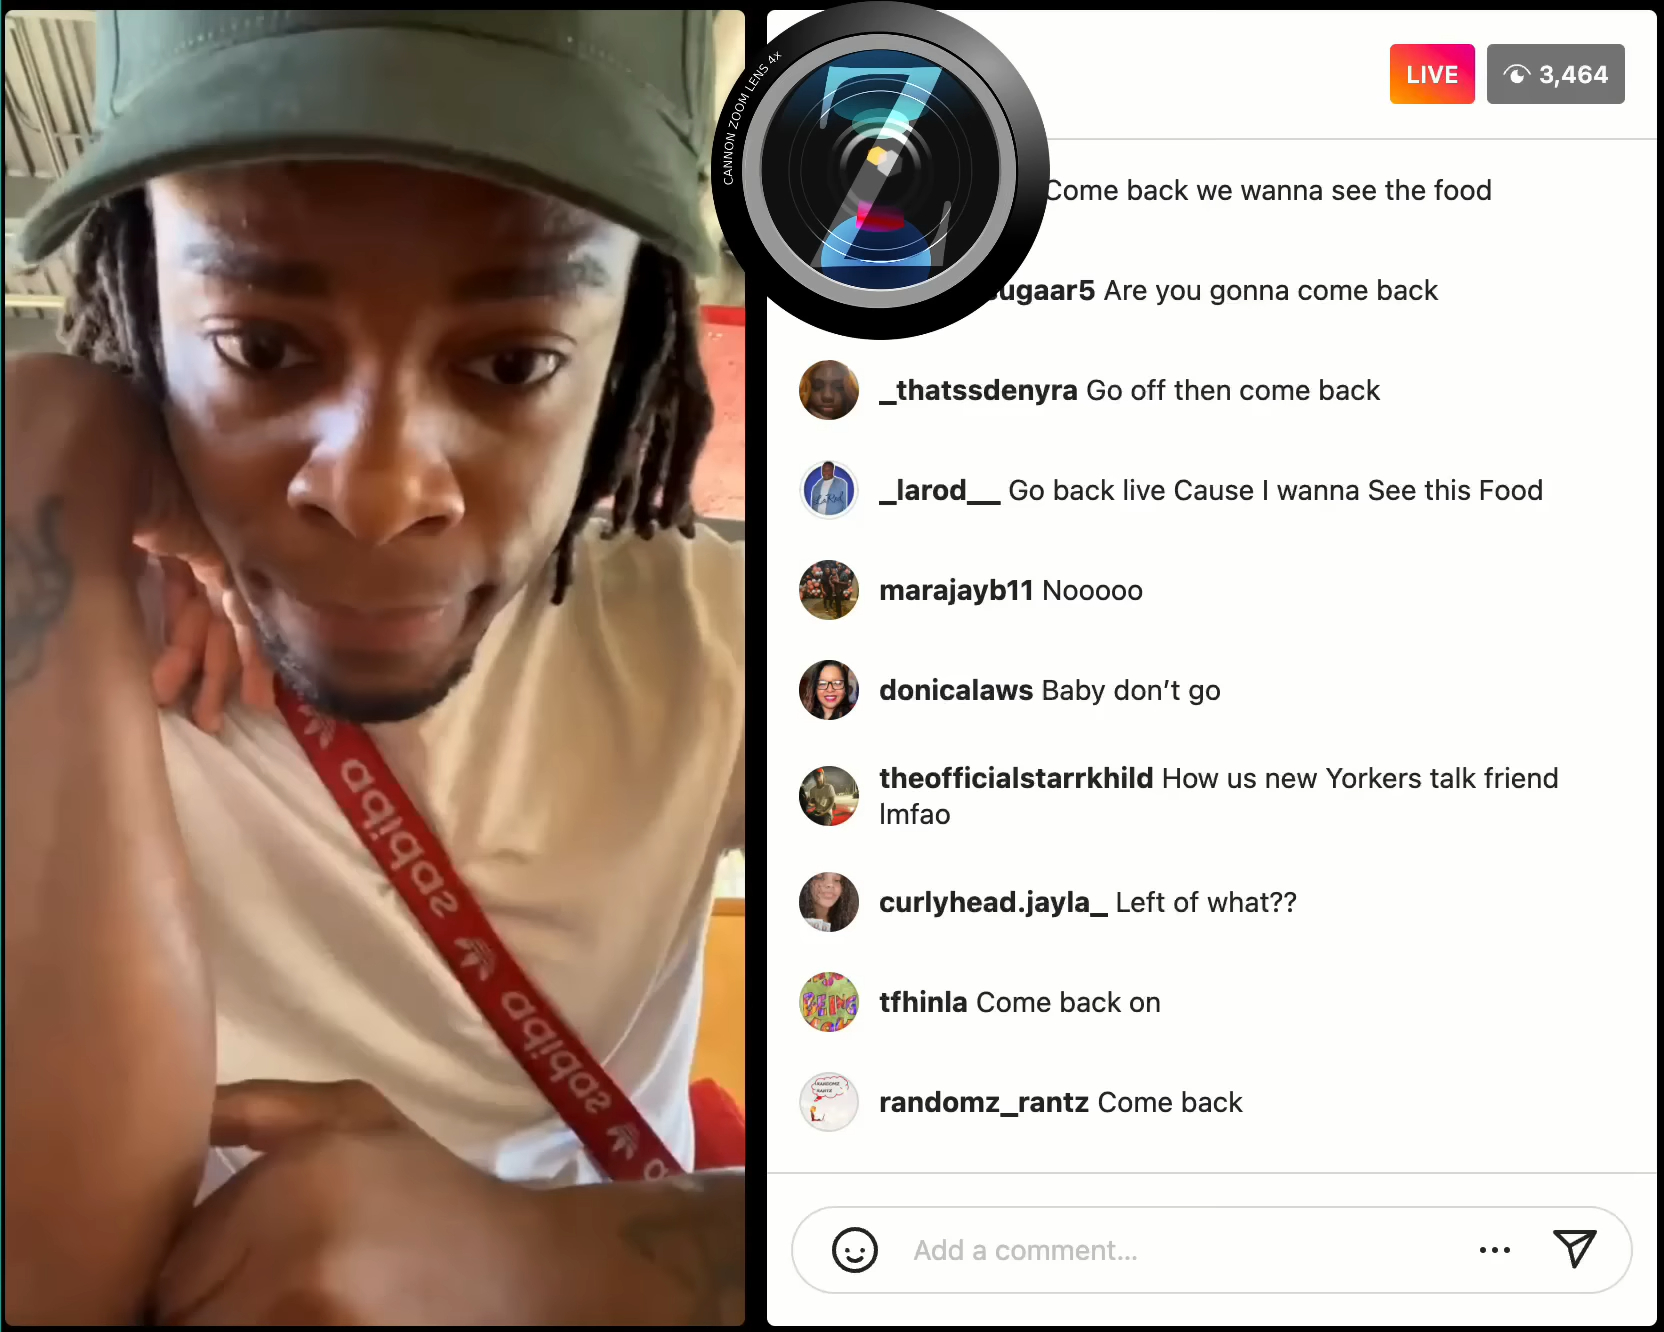 CANNON ZOOM LENS 4x
Z
LIVE
3,464
Come back we wanna see the food
sugaar5 Are you gonna come back
_thatssdenyra Go off then come back
_larod__ Go back live Cause I wanna See this Food
marajayb11 Nooooo
donicalaws Baby don’t go
theofficialstarrkhild How us new Yorkers talk friend
lmfao
curlyhead.jayla_ Left of what??
tfhinla Come back on
randomz_rantz Come back
Add a comment...
adidas
adidas